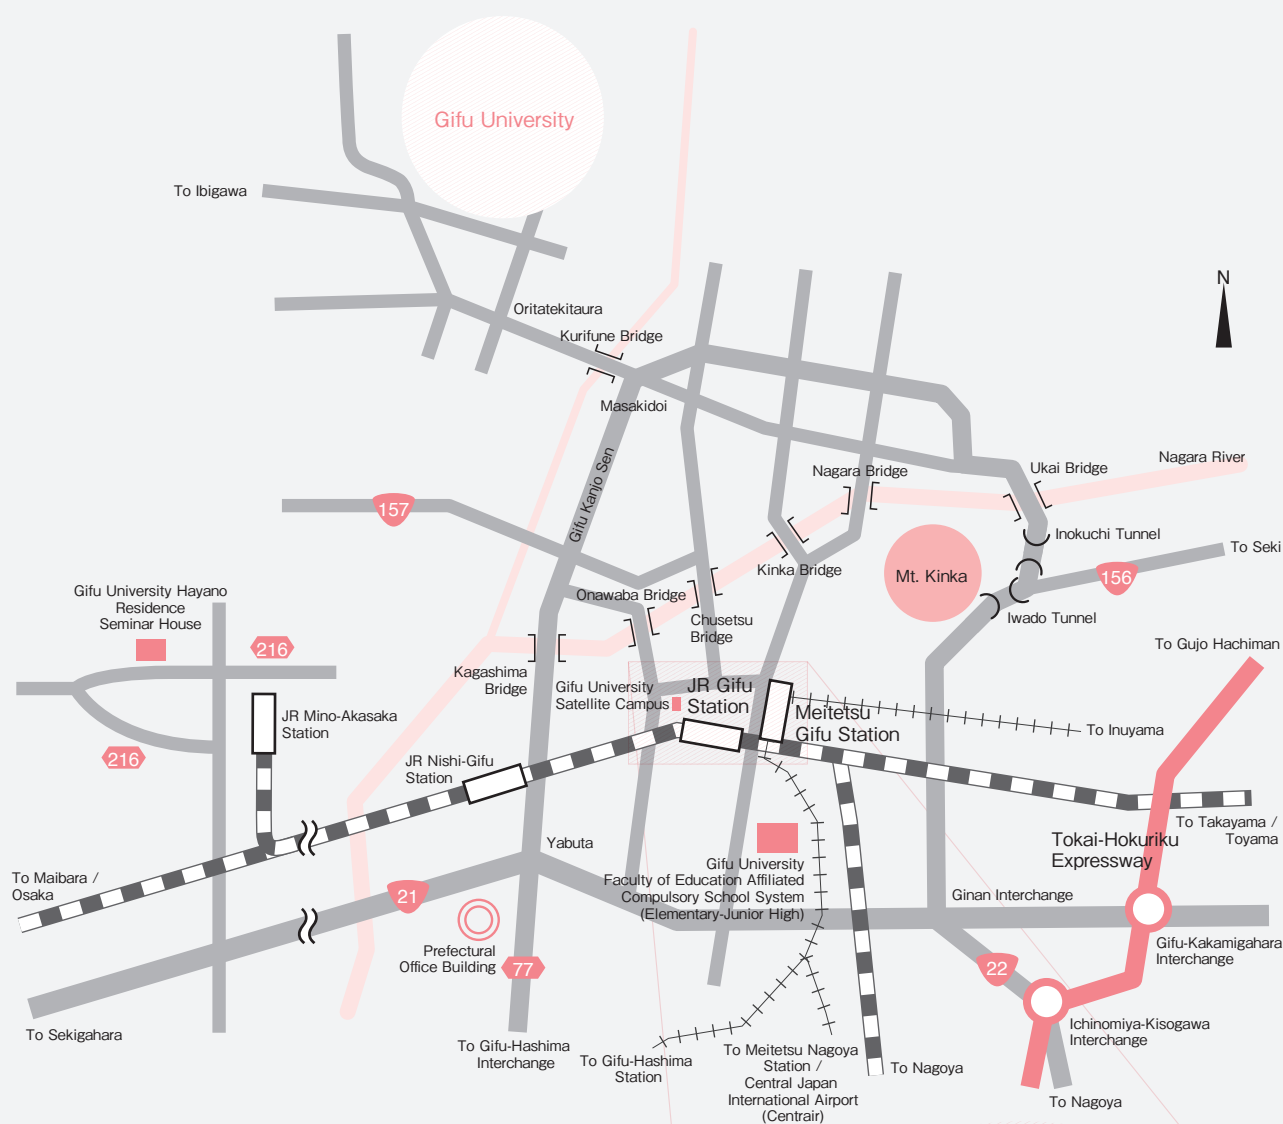 Gifu University
To Ibigawa
N
Oritatekitaura
Kurifune Bridge
Masakidoi
Nagara River
Nagara Bridge
Ukai Bridge
Gifu Kanjo Sen
157
Inokuchi Tunnel
To Seki
Kinka Bridge
Mt. Kinka
156
Gifu University Hayano
Residence
Seminar House
Onawaba Bridge
Chusetsu
Bridge
Iwado Tunnel
216
To Gujo Hachiman
Kagashima
Bridge
Gifu University
Satellite Campus
JR Gifu
Station
Meitetsu
Gifu Station
JR Mino-Akasaka
Station
To Inuyama
216
JR Nishi-Gifu
Station
To Takayama /
Toyama
Yabuta
Tokai-Hokuriku
Expressway
Gifu University
Faculty of Education Affiliated
Compulsory School System
(Elementary-Junior High)
To Maibara /
Osaka
21
Ginan Interchange
Prefectural
Office Building
77
Gifu-Kakamigahara
Interchange
22
To Sekigahara
Ichinomiya-Kisogawa
Interchange
To Gifu-Hashima
Interchange
To Gifu-Hashima
Station
To Meitetsu Nagoya
Station /
Central Japan
International Airport
(Centrair)
To Nagoya
To Nagoya